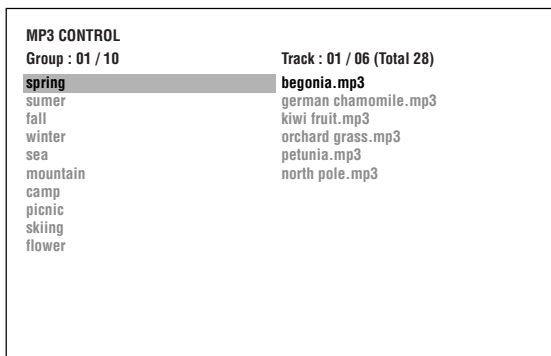 MP3 CONTROL
Group : 01 / 10
Track : 01 / 06 (Total 28)
spring
sumer
fall
winter
sea
mountain
camp
picnic
skiing
flower
begonia.mp3
german chamomile.mp3
kiwi fruit.mp3
orchard grass.mp3
petunia.mp3
north pole.mp3